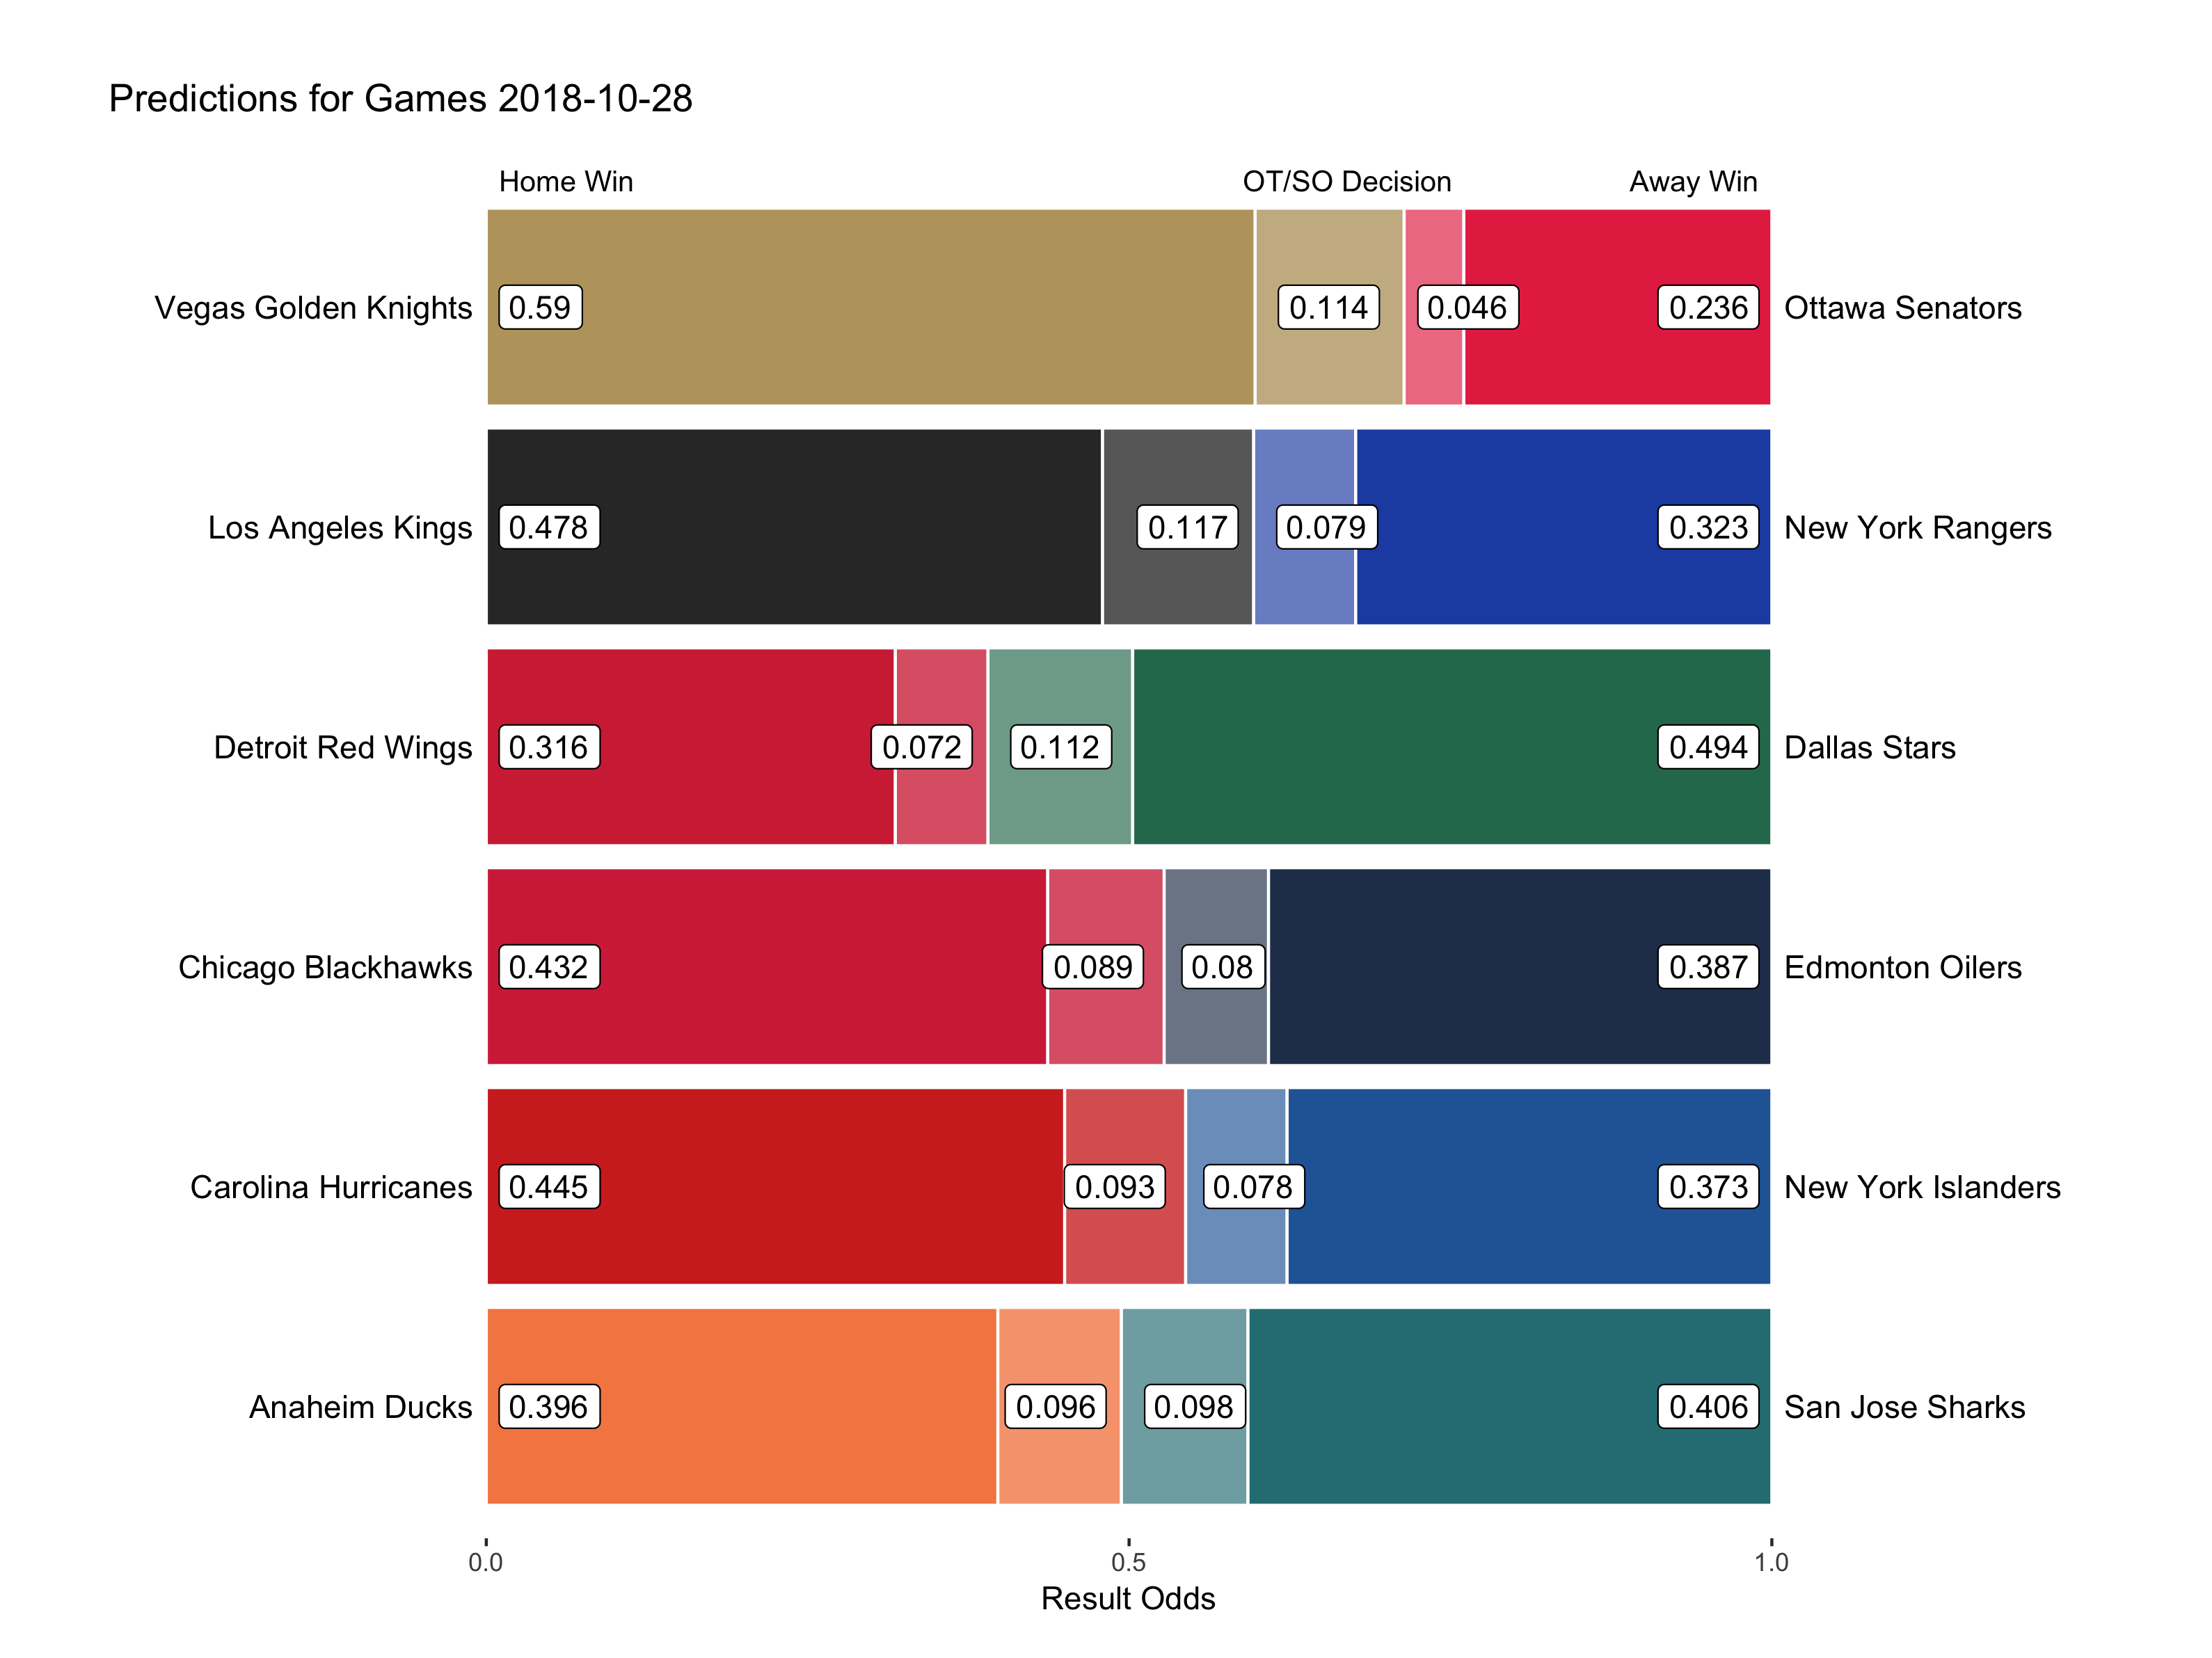 Predictions for Games 2018-10-28
Home Win OT/SO Decision Away Win
Vegas Golden Knights 0.59 0.114 0.046 0.236 Ottawa Senators
Los Angeles Kings 0.478 0.117 0.079 0.323 New York Rangers
Detroit Red Wings 0.316 0.072 0.112 0.494 Dallas Stars
Chicago Blackhawks 0.432 0.089 0.08 0.387 Edmonton Oilers
Carolina Hurricanes 0.445 0.093 0.078 0.373 New York Islanders
Anaheim Ducks 0.396 0.096 0.098 0.406 San Jose Sharks
0.0 0.5 1.0
Result Odds